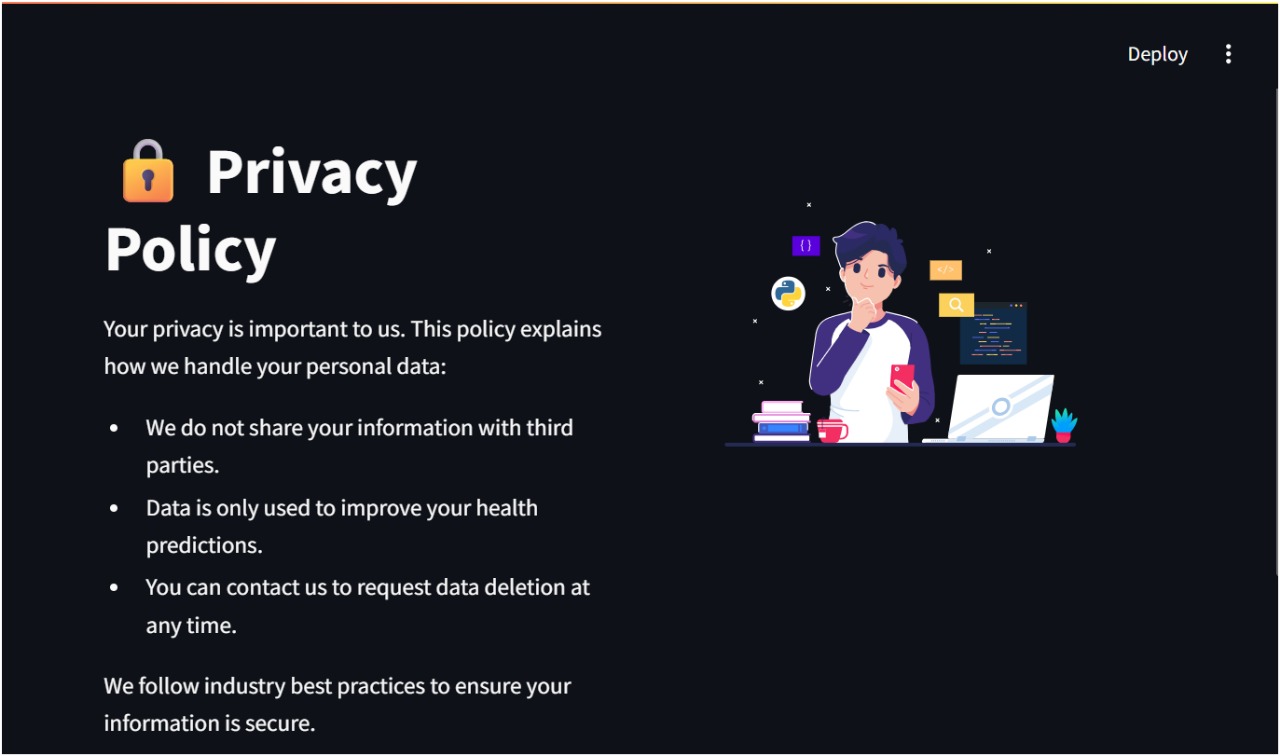 Deploy
🔒 Privacy
Policy
Your privacy is important to us. This policy explains
how we handle your personal data:
• We do not share your information with third
parties.
• Data is only used to improve your health
predictions.
• You can contact us to request data deletion at
any time.
We follow industry best practices to ensure your
information is secure.
{ }
</>